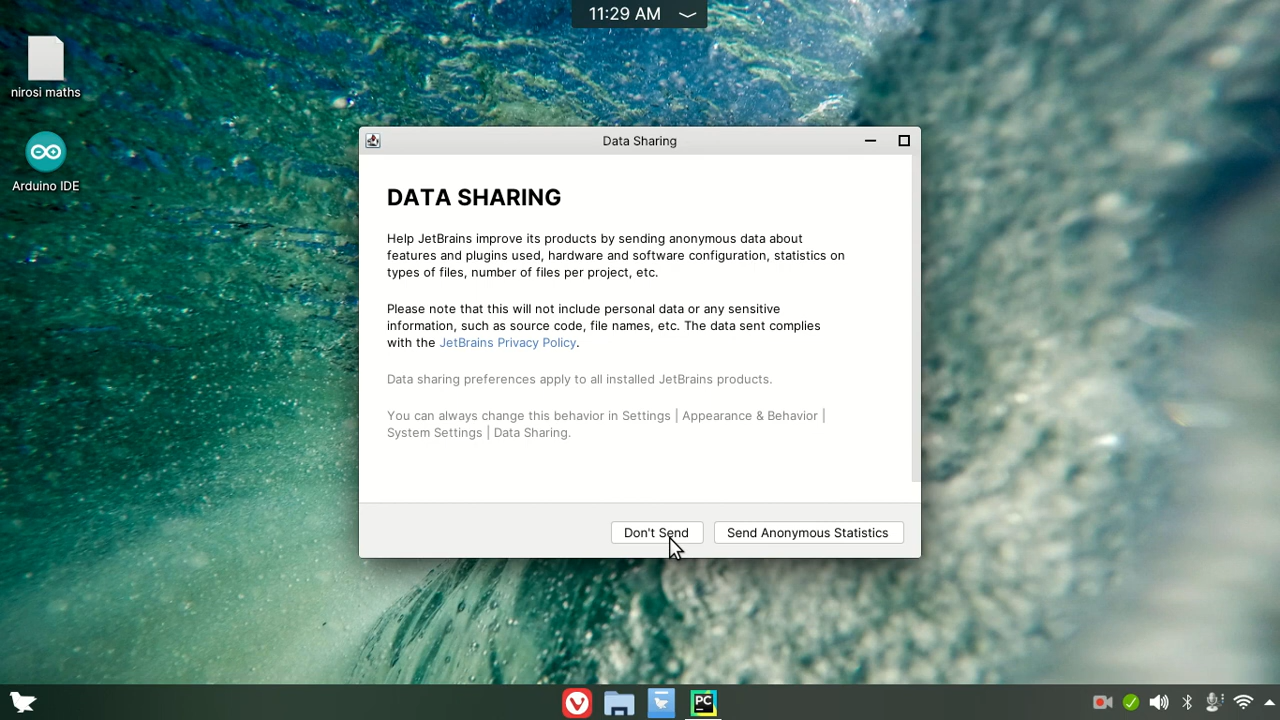 11:29 AM
nirosi maths
Arduino IDE
Data Sharing
DATA SHARING
Help JetBrains improve its products by sending anonymous data about
features and plugins used, hardware and software configuration, statistics on
types of files, number of files per project, etc.
Please note that this will not include personal data or any sensitive
information, such as source code, file names, etc. The data sent complies
with the JetBrains Privacy Policy.
Data sharing preferences apply to all installed JetBrains products.
You can always change this behavior in Settings | Appearance & Behavior |
System Settings | Data Sharing.
Don't Send
Send Anonymous Statistics
PC